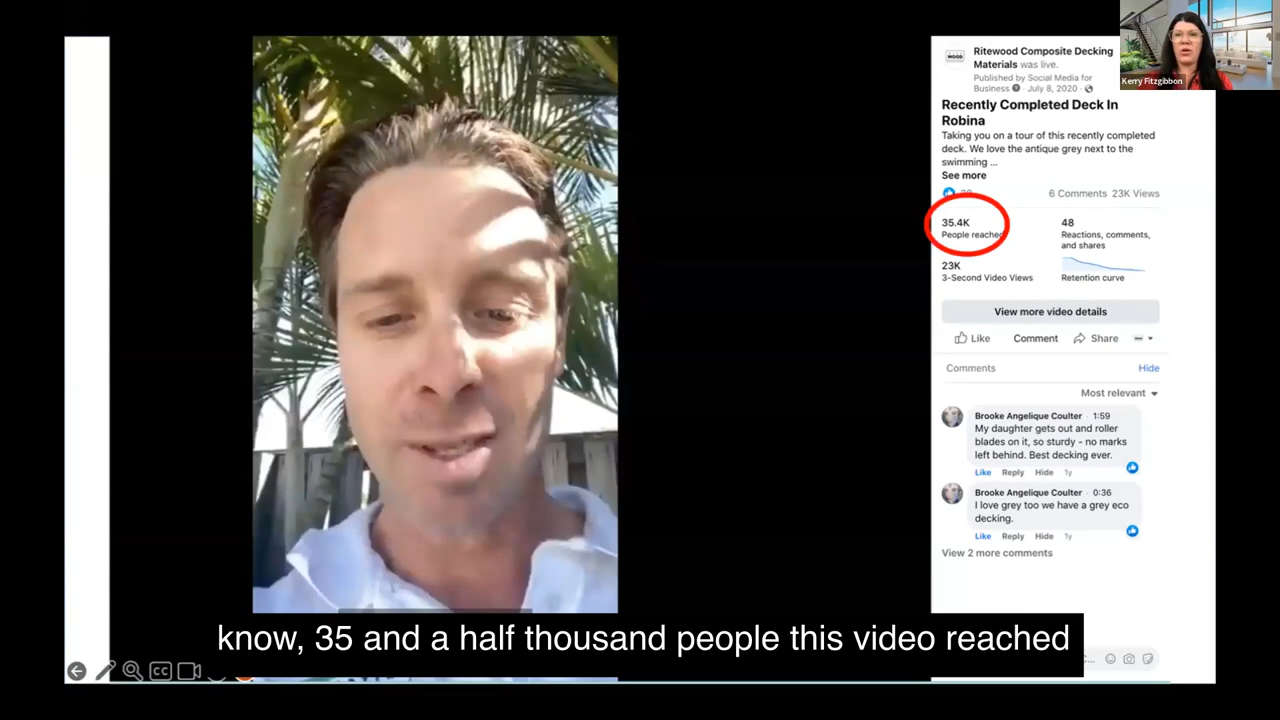 Kerry Fitzgibbon
WOOD
Ritewood Composite Decking
Materials was live.
Published by Social Media for
Business · July 8, 2020 ·
Recently Completed Deck In
Robina
Taking you on a tour of this recently completed
deck. We love the antique grey next to the
swimming ...
See more
6 Comments 23K Views
35.4K
People reached
48
Reactions, comments,
and shares
23K
3-Second Video Views
Retention curve
View more video details
Like Comment Share
Comments Hide
Most relevant
Brooke Angelique Coulter · 1:59
My daughter gets out and roller
blades on it, so sturdy - no marks
left behind. Best decking ever.
Like Reply Hide 1y
Brooke Angelique Coulter · 0:36
I love grey too we have a grey eco
decking.
Like Reply Hide 1y
View 2 more comments
know, 35 and a half thousand people this video reached
CC